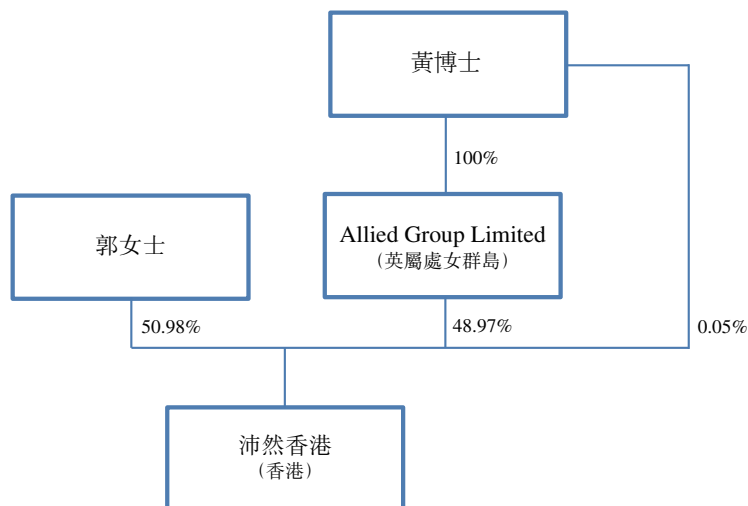 黃博士
100%
郭女士
Allied Group Limited
（英屬處女群島）
50.98%
48.97%
0.05%
沛然香港
（香港）